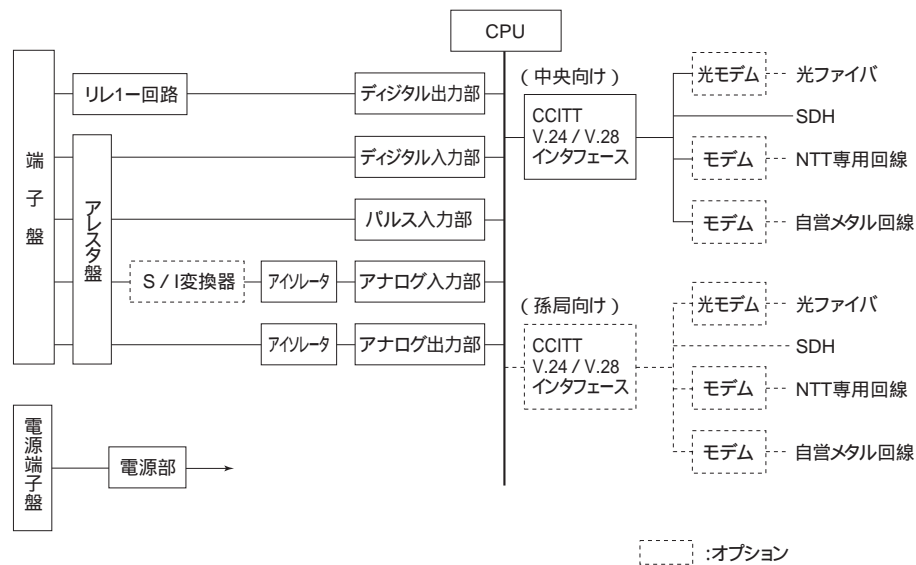 CPU
端子盤
リレ1ー回路
ディジタル出力部
アレスタ盤
ディジタル入力部
パルス入力部
S / I変換器
アイソレータ
アナログ入力部
アイソレータ
アナログ出力部
電源端子盤
電源部
(中央向け)
CCITT
V.24 / V.28
インタフェース
光モデム
光ファイバ
SDH
モデム
NTT専用回線
モデム
自営メタル回線
(孫局向け)
CCITT
V.24 / V.28
インタフェース
光モデム
光ファイバ
SDH
モデム
NTT専用回線
モデム
自営メタル回線
:オプション